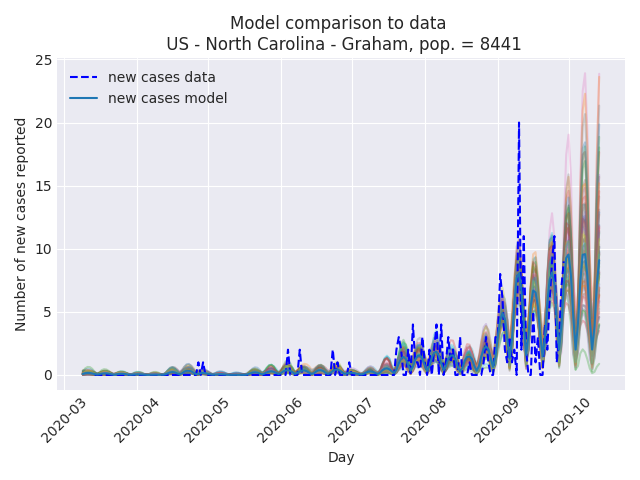 Model comparison to data
US - North Carolina - Graham, pop. = 8441
new cases data
new cases model
Number of new cases reported
25
20
15
10
5
0
2020-03
2020-04
2020-05
2020-06
2020-07
2020-08
2020-09
2020-10
Day